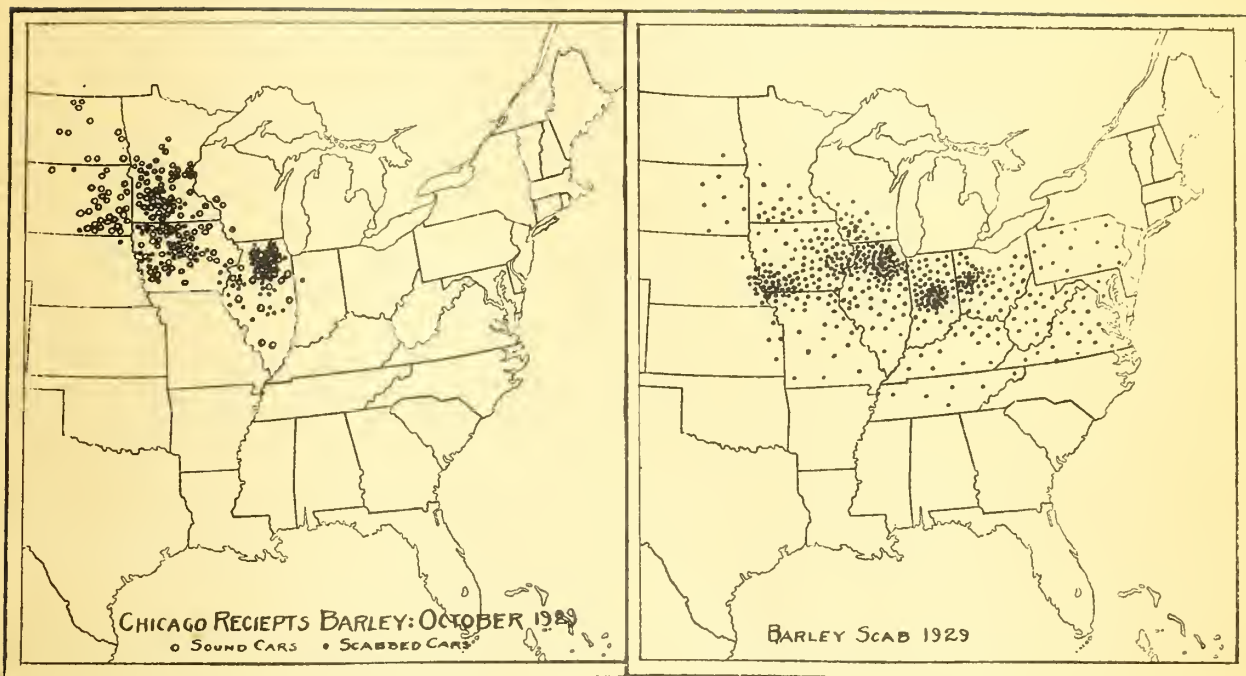 CHICAGO RECIEPTS BARLEY: OCTOBER 1929
o SOUND CARS • SCABBED CARS
BARLEY SCAB 1929